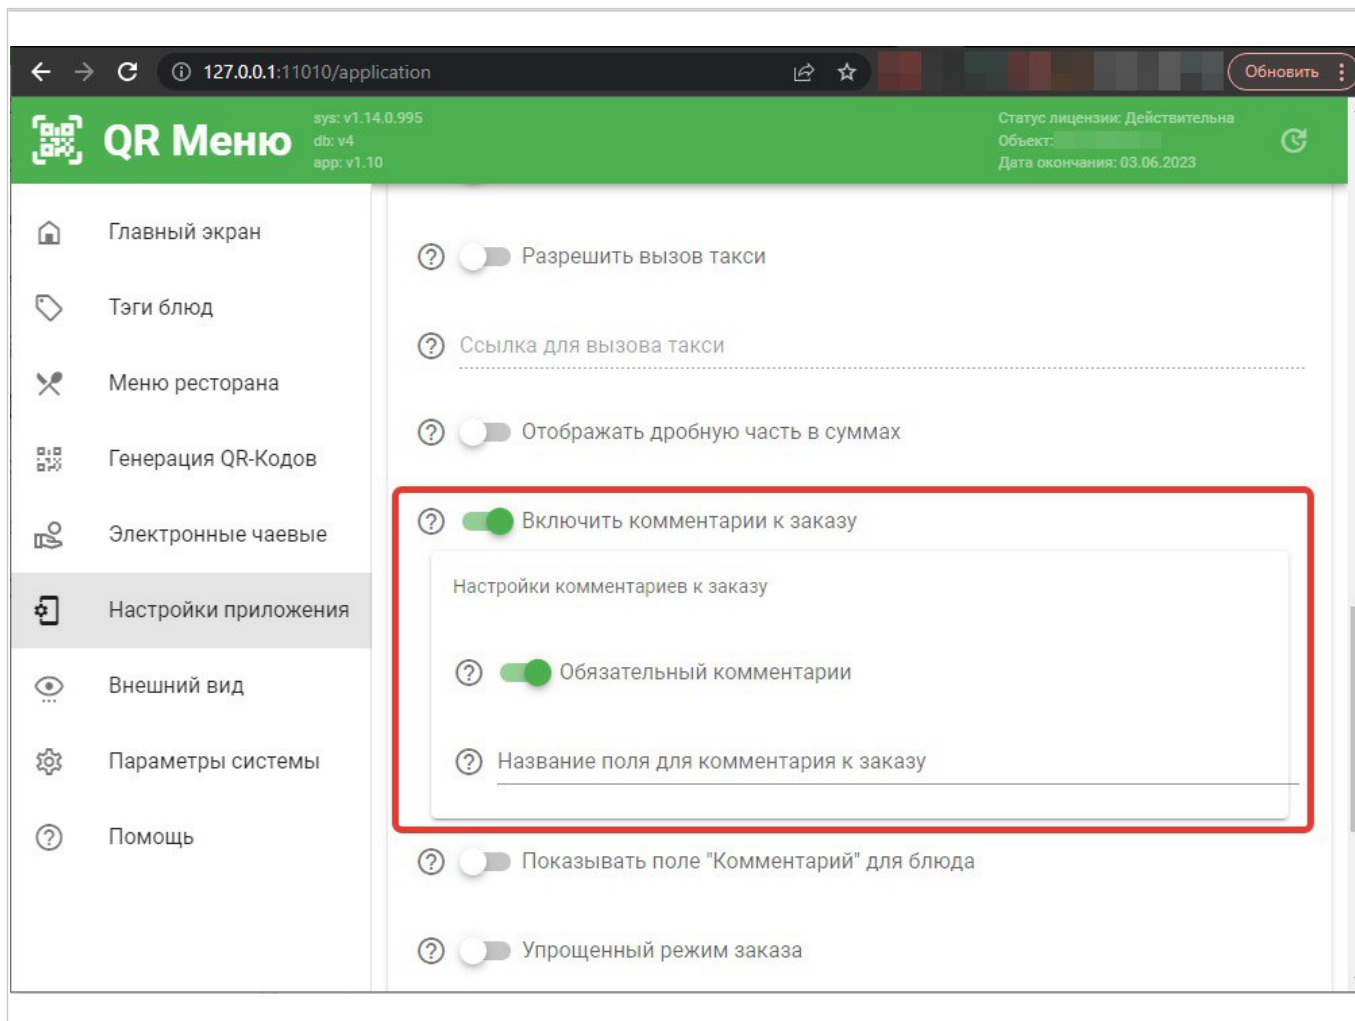 127.0.0.1:11010/application
Обновить
QR Меню
sys: v1.14.0.995
db: v4
app: v1.10
Статус лицензии: Действительна
Объект:
Дата окончания: 03.06.2023
Главный экран
Тэги блюд
Меню ресторана
Генерация QR-Кодов
Электронные чаевые
Настройки приложения
Внешний вид
Параметры системы
Помощь
Разрешить вызов такси
Ссылка для вызова такси
Отображать дробную часть в суммах
Включить комментарии к заказу
Настройки комментариев к заказу
Обязательный комментарии
Название поля для комментария к заказу
Показывать поле "Комментарий" для блюда
Упрощенный режим заказа